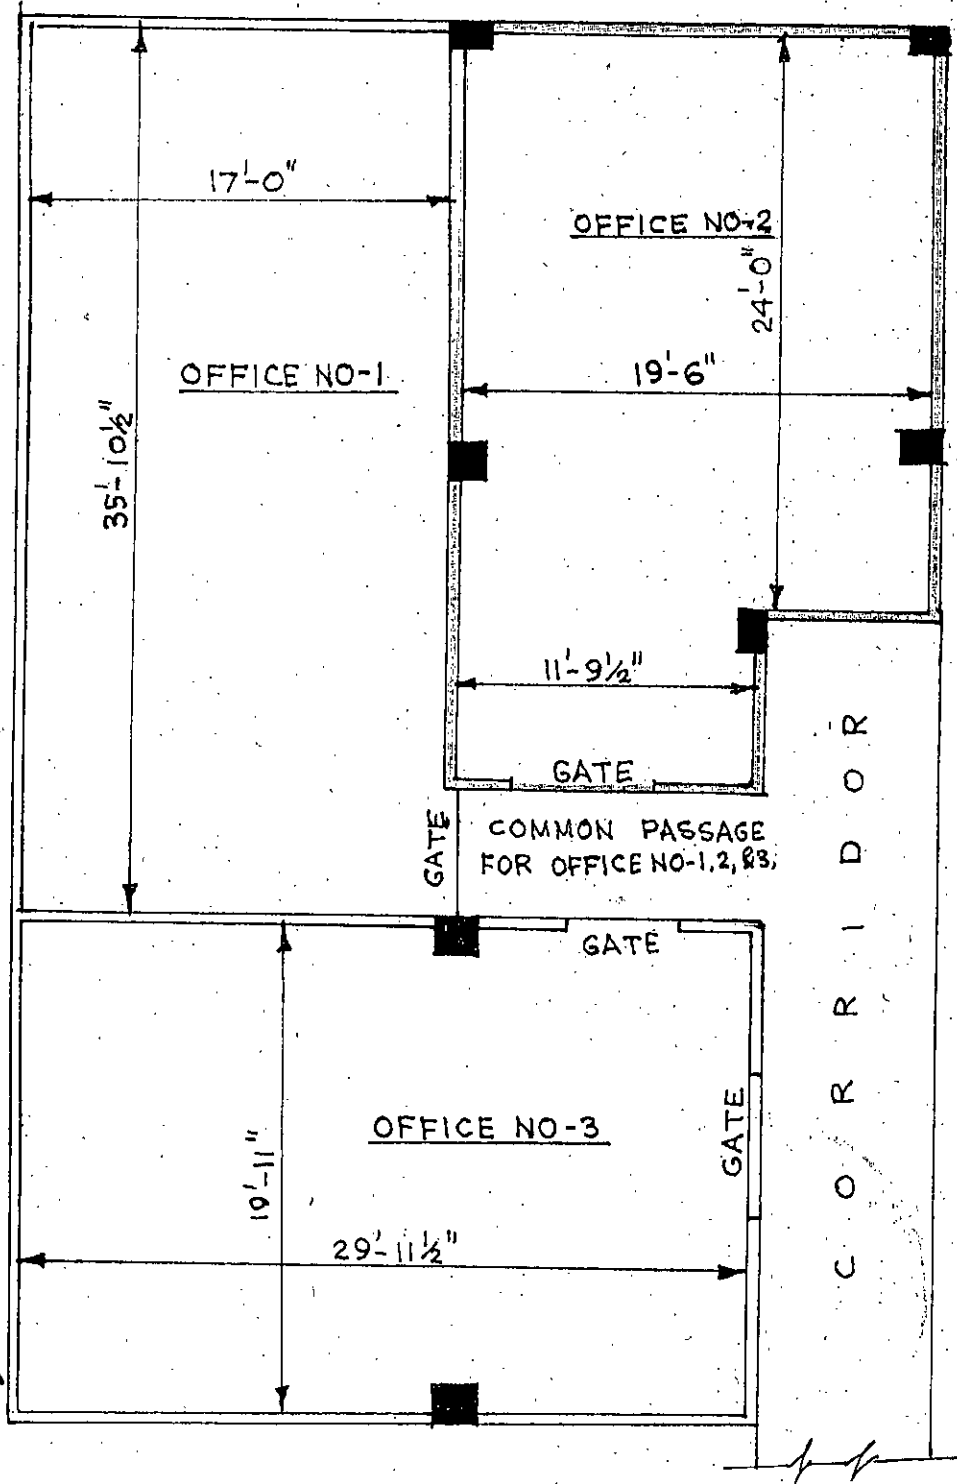 17'-0"
OFFICE NO-2
24'-0"
OFFICE NO-1
19'-6"
35'-10½"
11'-9½"
GATE
GATE
COMMON PASSAGE
FOR OFFICE NO-1,2,&3,
GATE
CORRIDOR
OFFICE NO-3
GATE
19'-11"
29'-11½"